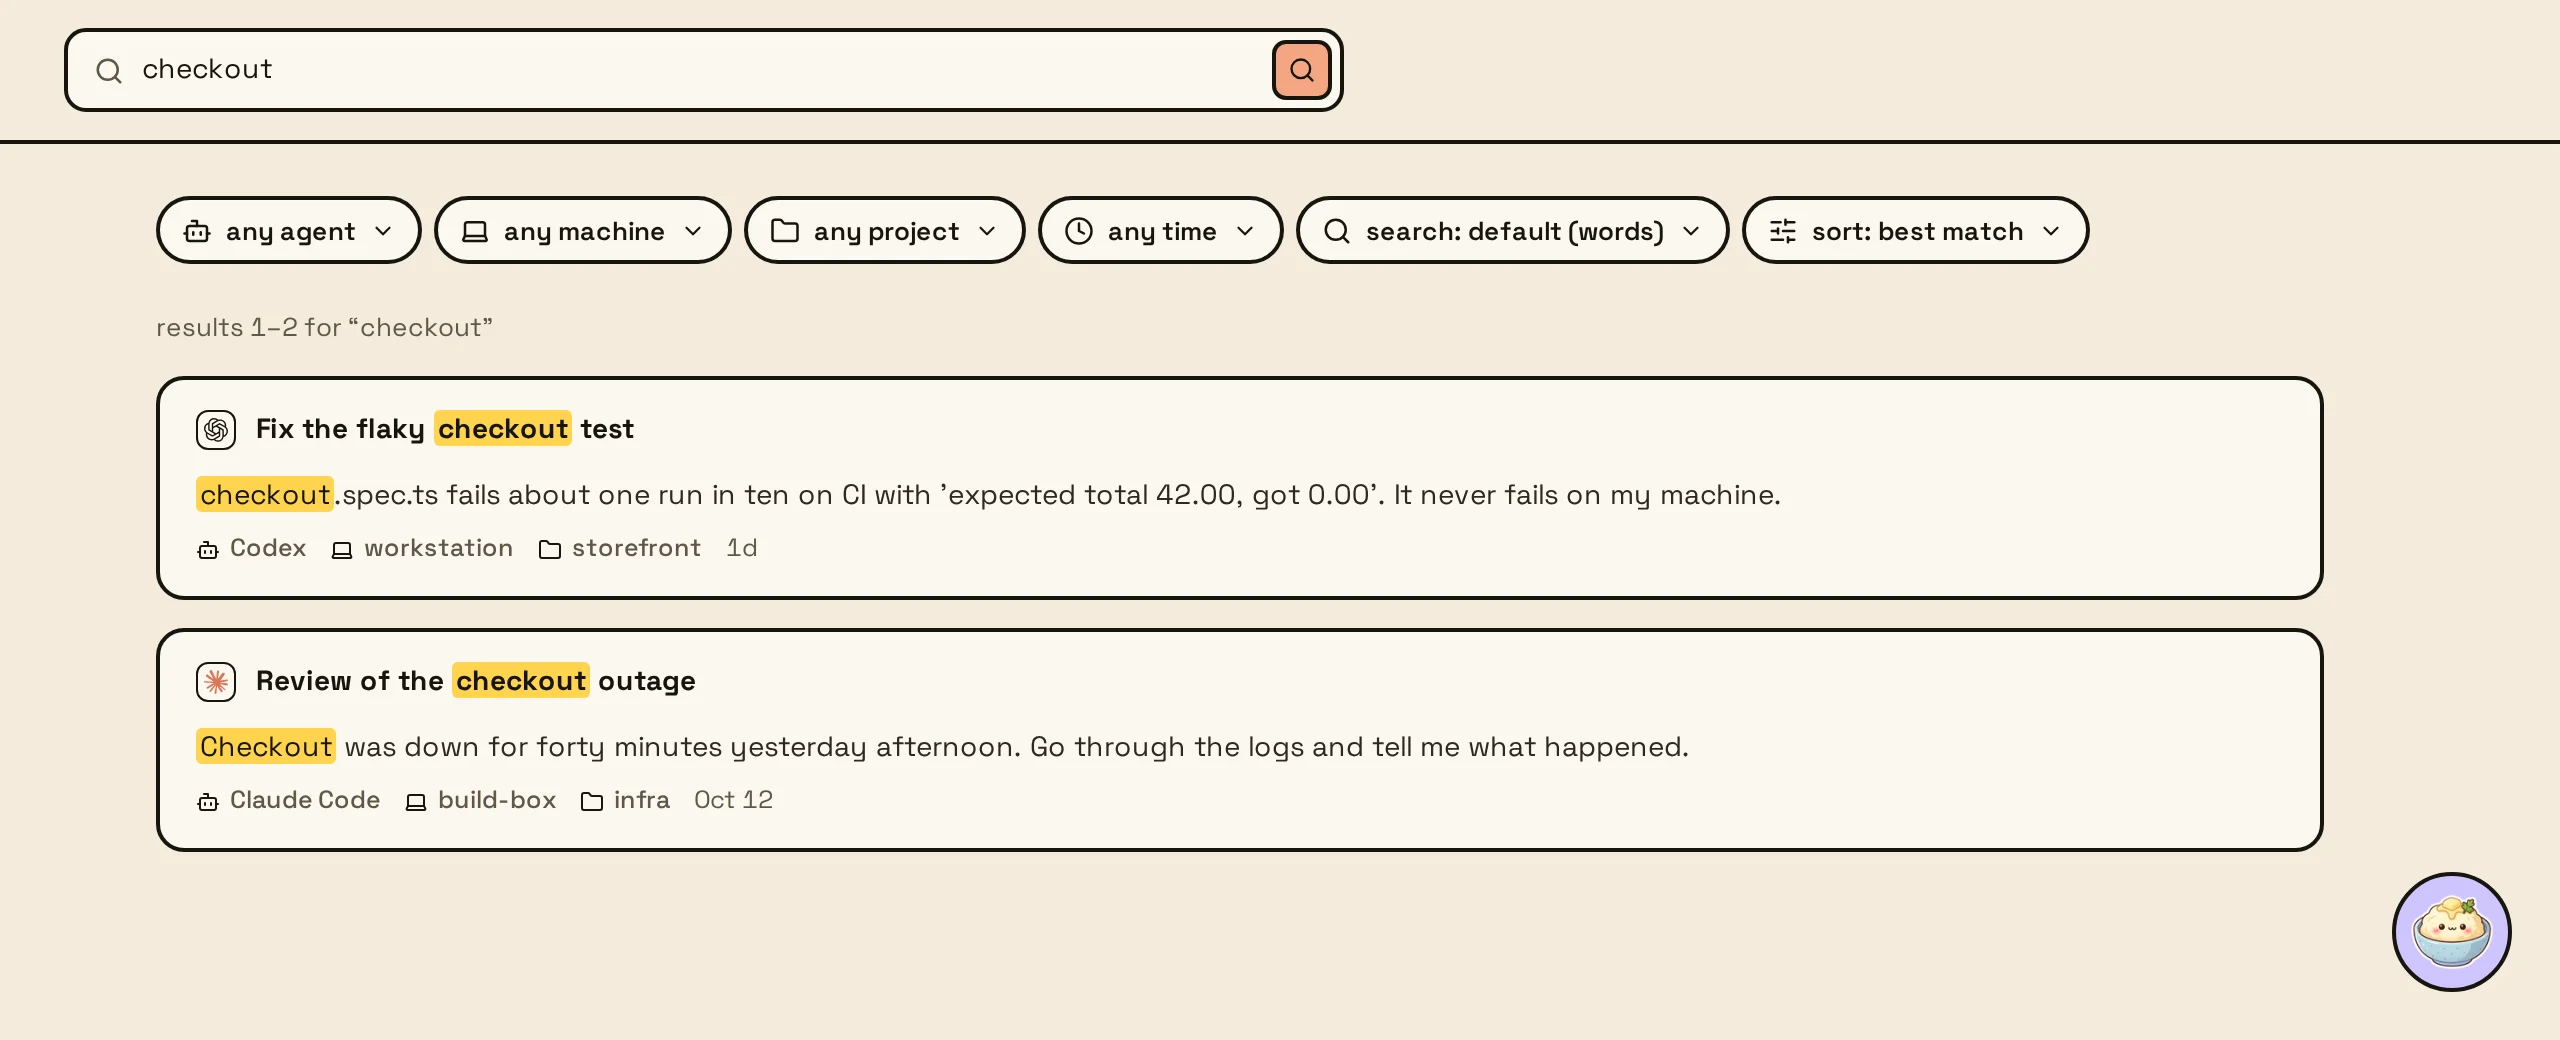 checkout
any agent
any machine
any project
any time
search: default (words)
sort: best match
results 1–2 for “checkout”
Fix the flaky checkout test
checkout.spec.ts fails about one run in ten on CI with ’expected total 42.00, got 0.00’. It never fails on my machine.
Codex workstation storefront 1d
Review of the checkout outage
Checkout was down for forty minutes yesterday afternoon. Go through the logs and tell me what happened.
Claude Code build-box infra Oct 12